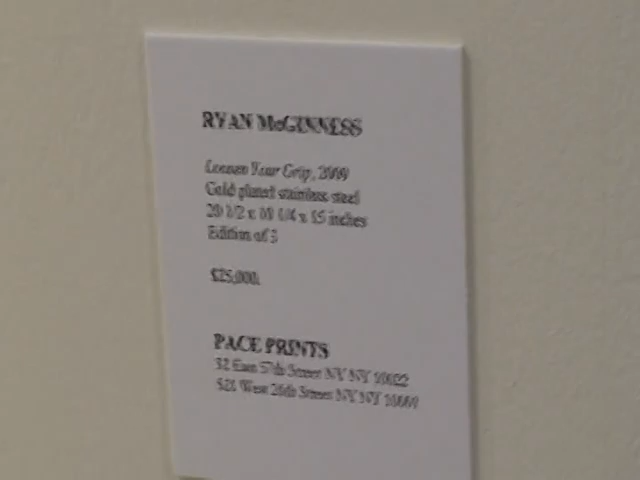 RYAN McGINNESS
Loosen Your Grip, 2009
Gold plated stainless steel
20 1/2 x 18 1/4 x 15 inches
Edition of 3
$25,000.
PACE PRINTS
32 East 57th Street NY NY 10022
521 West 26th Street NY NY 10001